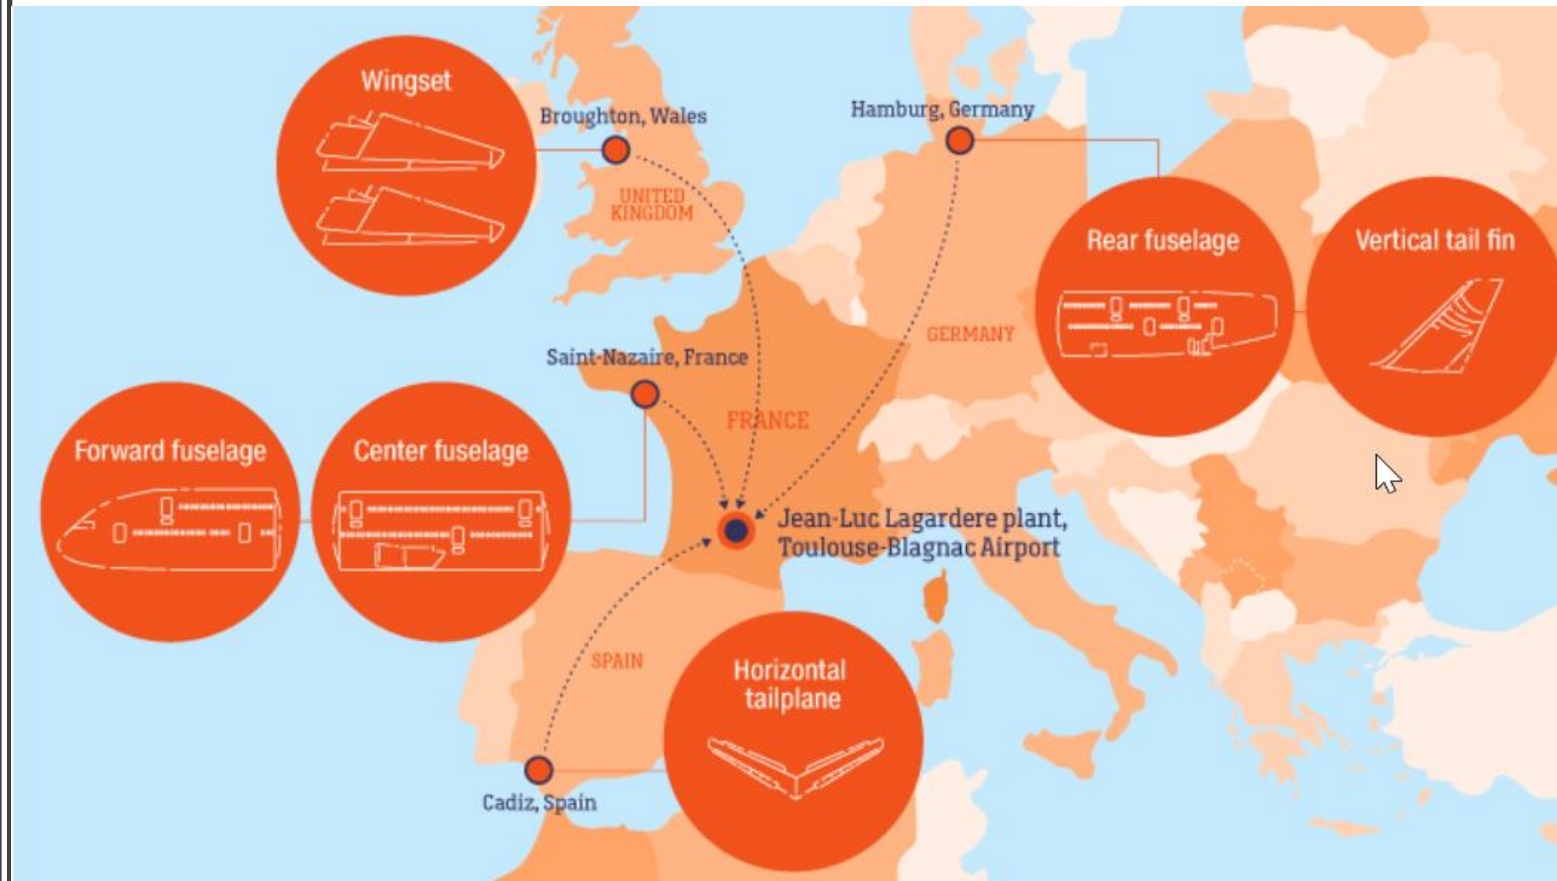 Wingset
Broughton, Wales
Hamburg, Germany
UNITED
KINGDOM
Rear fuselage
Vertical tail fin
GERMANY
Saint-Nazaire, France
FRANCE
Forward fuselage
Center fuselage
Jean-Luc Lagardere plant,
Toulouse-Blagnac Airport
SPAIN
Horizontal
tailplane
Cadiz, Spain